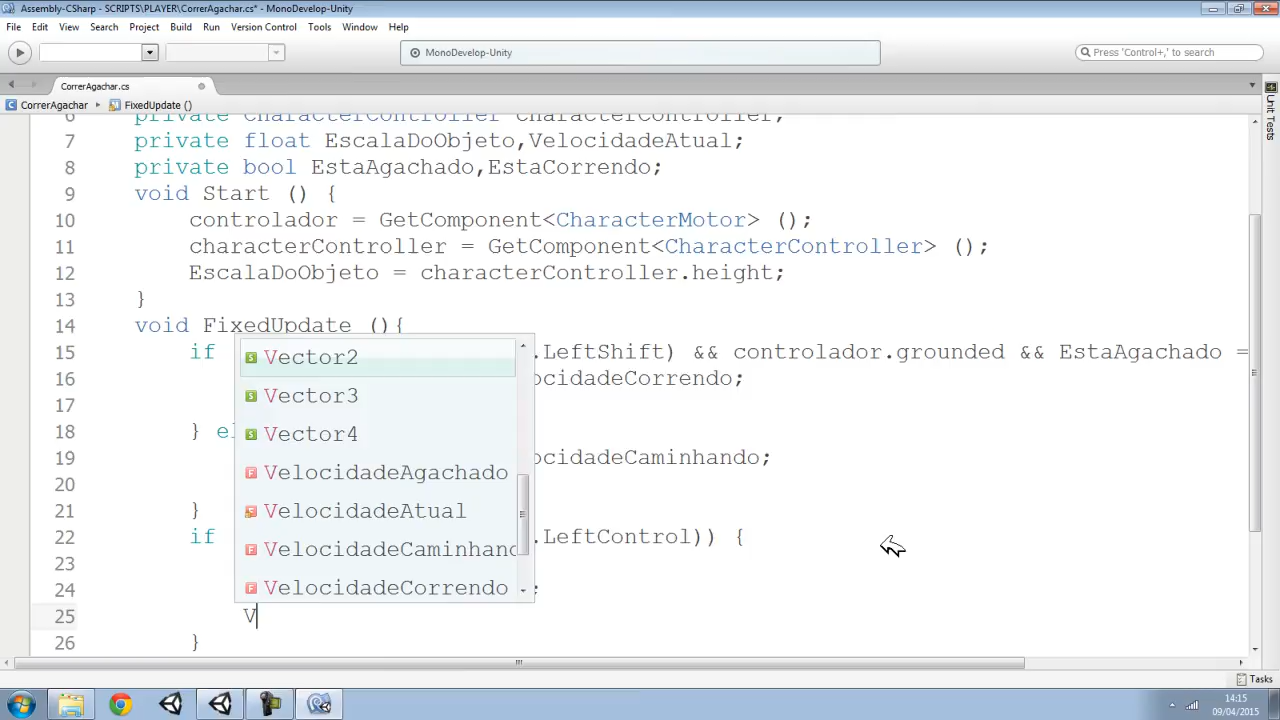 Assembly-CSharp - SCRIPTS\PLAYER\CorrerAgachar.cs* - MonoDevelop-Unity
File Edit View Search Project Build Run Version Control Tools Window Help
MonoDevelop-Unity
Press 'Control+,' to search
CorrerAgachar.cs
CorrerAgachar FixedUpdate ()
Unit Tests
6 private CharacterController characterController;
7 private float EscalaDoObjeto,VelocidadeAtual;
8 private bool EstaAgachado,EstaCorrendo;
9 void Start () {
10 controlador = GetComponent<CharacterMotor> ();
11 characterController = GetComponent<CharacterController> ();
12 EscalaDoObjeto = characterController.height;
13 }
14 void FixedUpdate (){
15 if .LeftShift) && controlador.grounded && EstaAgachado =
16 ocidadeCorrendo;
17
18 } el
19 ocidadeCaminhando;
20
21 }
22 if .LeftControl)) {
23
24 ;
25 V
26 }
Vector2
Vector3
Vector4
VelocidadeAgachado
VelocidadeAtual
VelocidadeCaminhanc
VelocidadeCorrendo
Tasks
14:15
09/04/2015